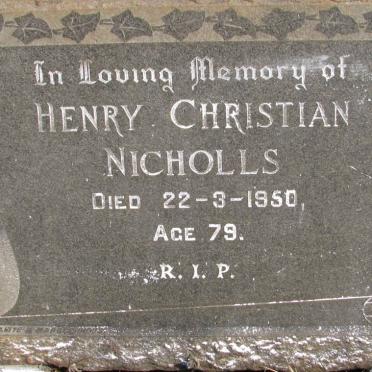 In Loving Memory of
HENRY CHRISTIAN
NICHOLLS
DIED 22-3-1950,
AGE 79.
R. I. P.